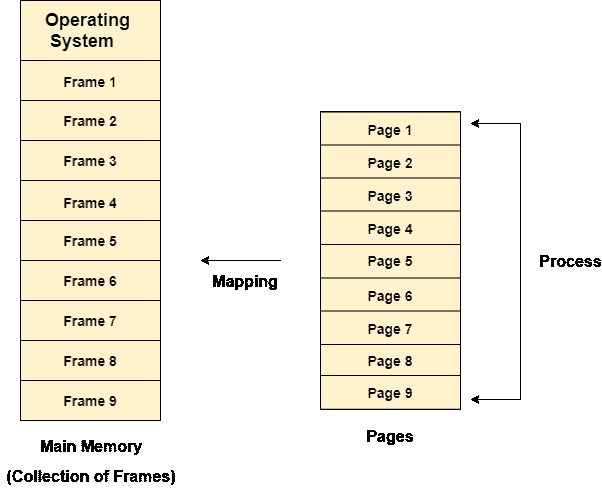 Operating
System
Frame 1
Frame 2
Frame 3
Frame 4
Frame 5
Frame 6
Frame 7
Frame 8
Frame 9
Main Memory
(Collection of Frames)
Mapping
Page 1
Page 2
Page 3
Page 4
Page 5
Page 6
Page 7
Page 8
Page 9
Pages
Process